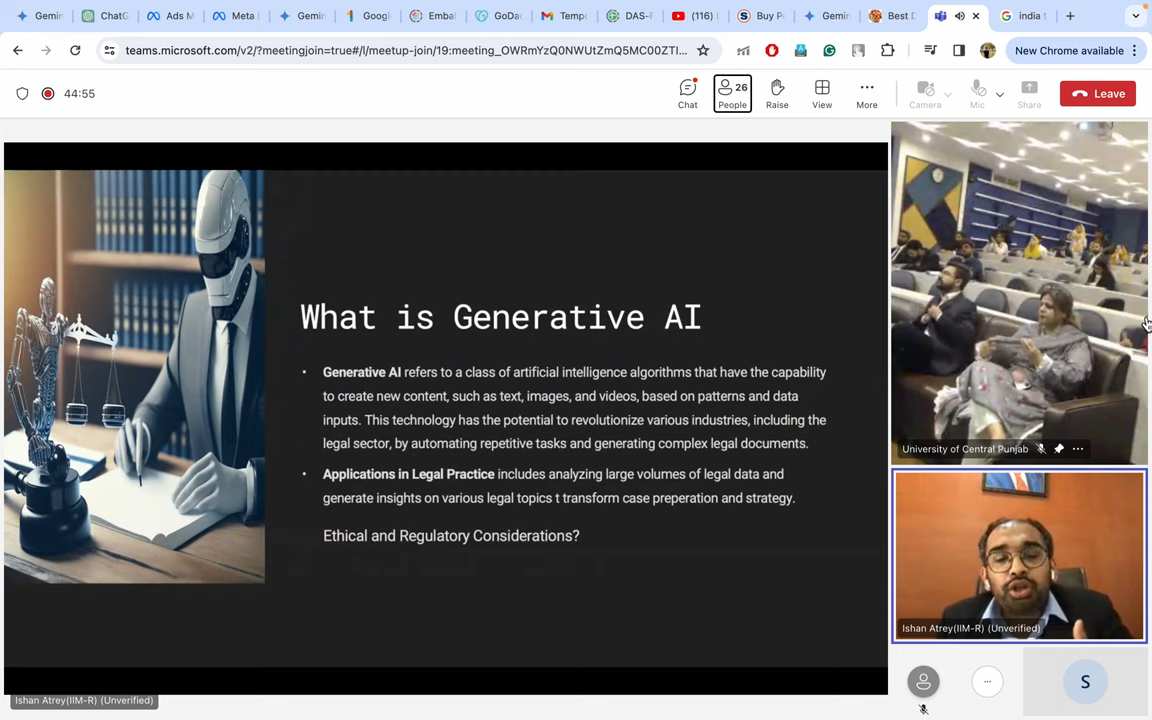 Gemini
ChatG
Ads M
Meta
Gemin
Googl
Embal
GoDac
Tempo
DAS-F
(116) (
Buy Po
Gemin
Best D
india t
teams.microsoft.com/v2/?meetingjoin=true#/l/meetup-join/19:meeting_OWRmYzQ0NWUtZmQ5MC00ZTI...
New Chrome available
44:55
26
Chat
People
Raise
View
More
Camera
Mic
Share
Leave
What is Generative AI
• Generative AI refers to a class of artificial intelligence algorithms that have the capability
to create new content, such as text, images, and videos, based on patterns and data
inputs. This technology has the potential to revolutionize various industries, including the
legal sector, by automating repetitive tasks and generating complex legal documents.
• Applications in Legal Practice includes analyzing large volumes of legal data and
generate insights on various legal topics t transform case preparation and strategy.
Ethical and Regulatory Considerations?
University of Central Punjab
Ishan Atrey(IIM-R) (Unverified)
S
Ishan Atrey(IIM-R) (Unverified)